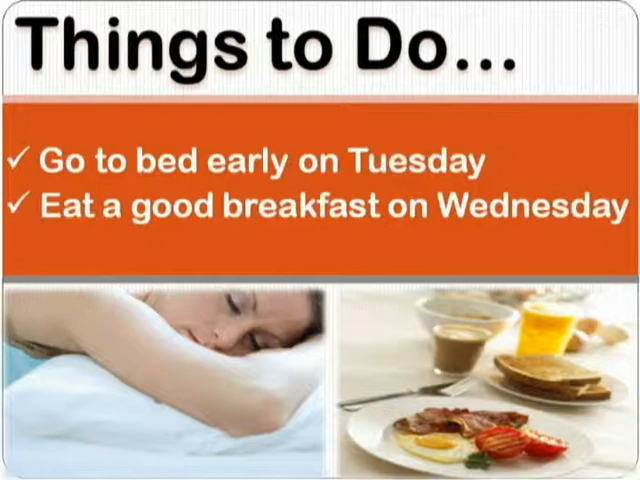 Things to Do...
✓ Go to bed early on Tuesday
✓ Eat a good breakfast on Wednesday